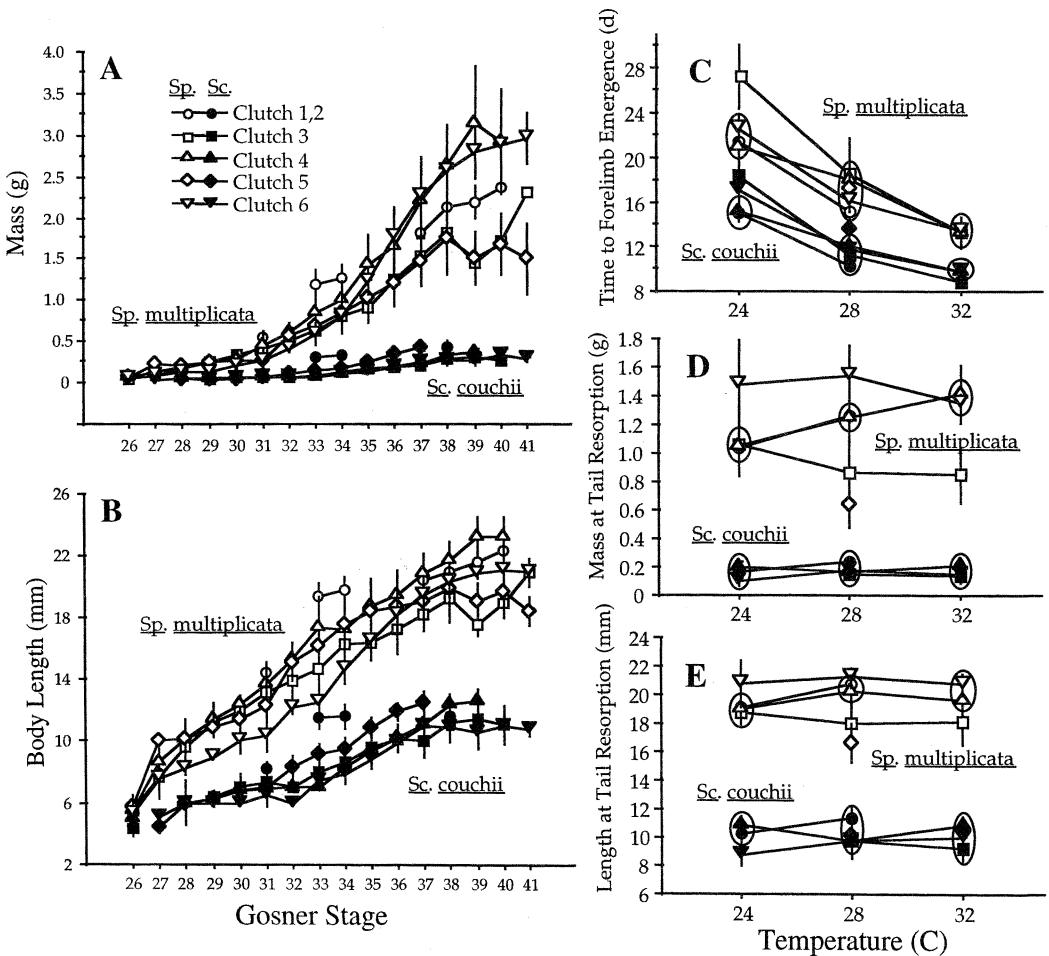 A
Mass (g)
4.0
3.5
3.0
2.5
2.0
1.5
1.0
0.5
0
Sp. Sc.
Clutch 1,2
Clutch 3
Clutch 4
Clutch 5
Clutch 6
Sp. multiplicata
Sc. couchii
26 27 28 29 30 31 32 33 34 35 36 37 38 39 40 41
B
Body Length (mm)
26
22
18
14
10
6
2
Sp. multiplicata
Sc. couchii
26 27 28 29 30 31 32 33 34 35 36 37 38 39 40 41
Gosner Stage
C
Time to Forelimb Emergence (d)
28
24
20
16
12
8
Sp. multiplicata
Sc. couchii
24 28 32
D
Mass at Tail Resorption (g)
1.8
1.6
1.4
1.2
1.0
0.8
0.6
0.4
0.2
0
Sp. multiplicata
Sc. couchii
24 28 32
E
Length at Tail Resorption (mm)
24
22
20
18
16
14
12
10
8
6
Sp. multiplicata
Sc. couchii
24 28 32
Temperature (C)